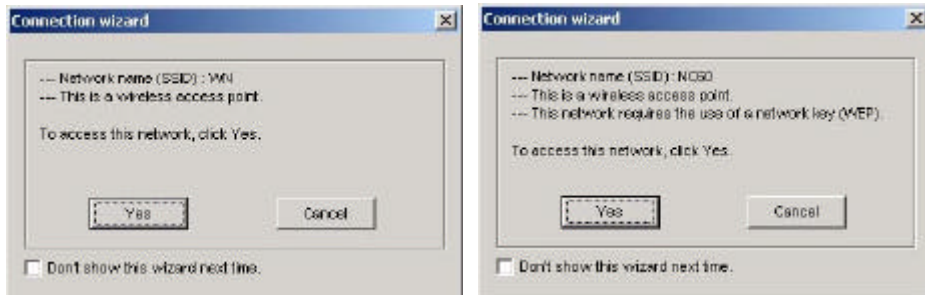 Connection wizard
--- Network name (SSID) : WN
--- This is a wireless access point.
To access this network, click Yes.
Yes
Cancel
Don't show this wizard next time.
Connection wizard
--- Network name (SSID) : NC60
--- This is a wireless access point.
--- This network requires the use of a network key (WEP).
To access this network, click Yes.
Yes
Cancel
Don't show this wizard next time.